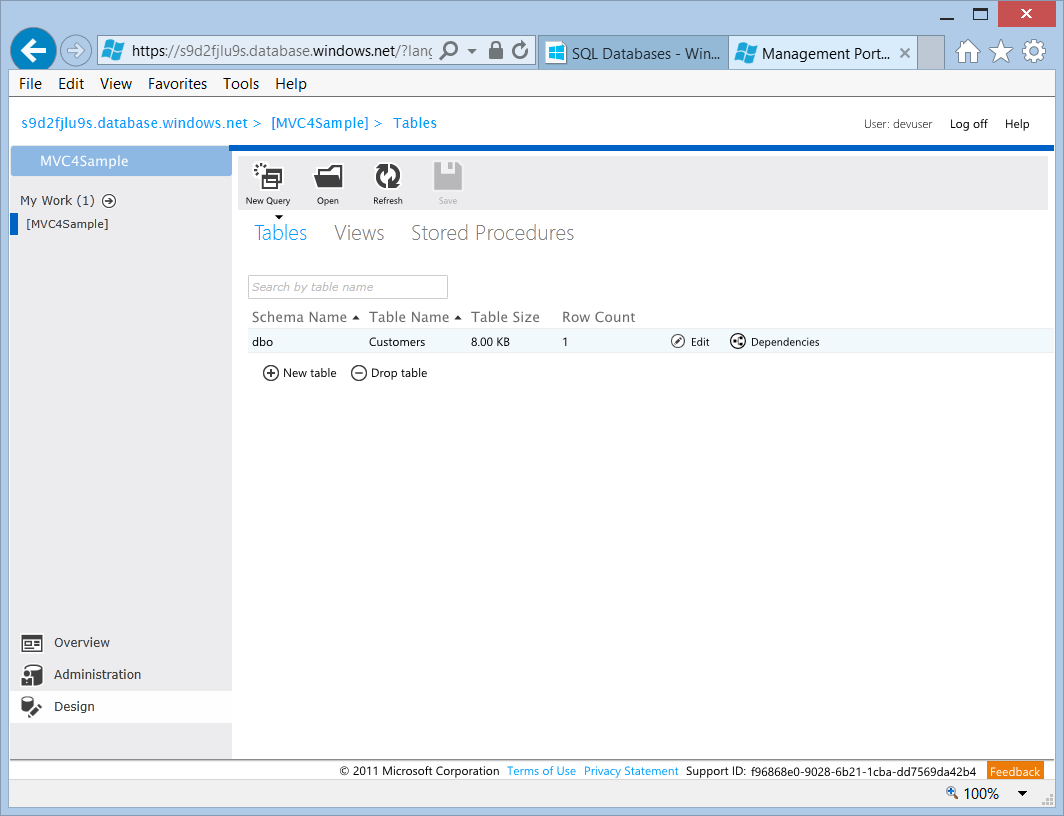 https://s9d2fjlu9s.database.windows.net/?lang
SQL Databases - Win...
Management Port...
File Edit View Favorites Tools Help
s9d2fjlu9s.database.windows.net > [MVC4Sample] > Tables
User: devuser Log off Help
MVC4Sample
My Work (1)
[MVC4Sample]
New Query Open Refresh Save
Tables Views Stored Procedures
Search by table name
Schema Name Table Name Table Size Row Count
dbo Customers 8.00 KB 1 Edit Dependencies
New table Drop table
Overview
Administration
Design
© 2011 Microsoft Corporation Terms of Use Privacy Statement Support ID: f96868e0-9028-6b21-1cba-dd7569da42b4 Feedback
100%